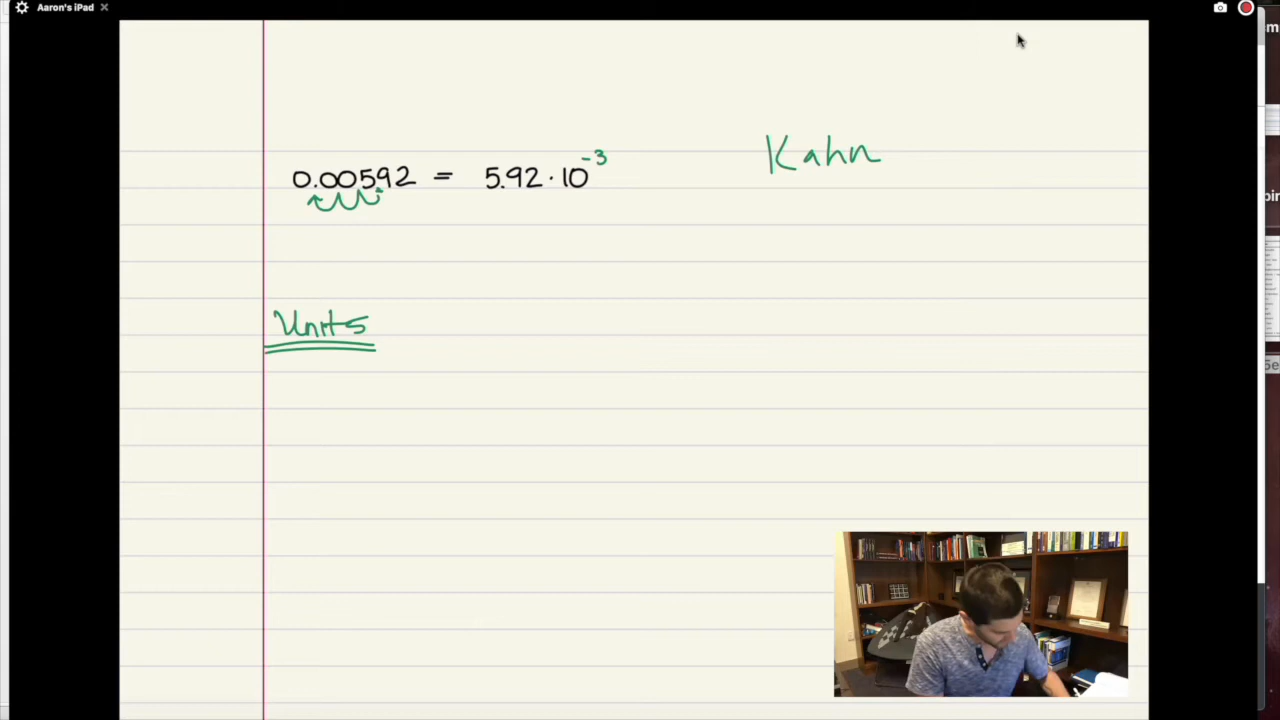 Aaron's iPad
0.00592 = 5.92 · 10⁻³
Kahn
Units